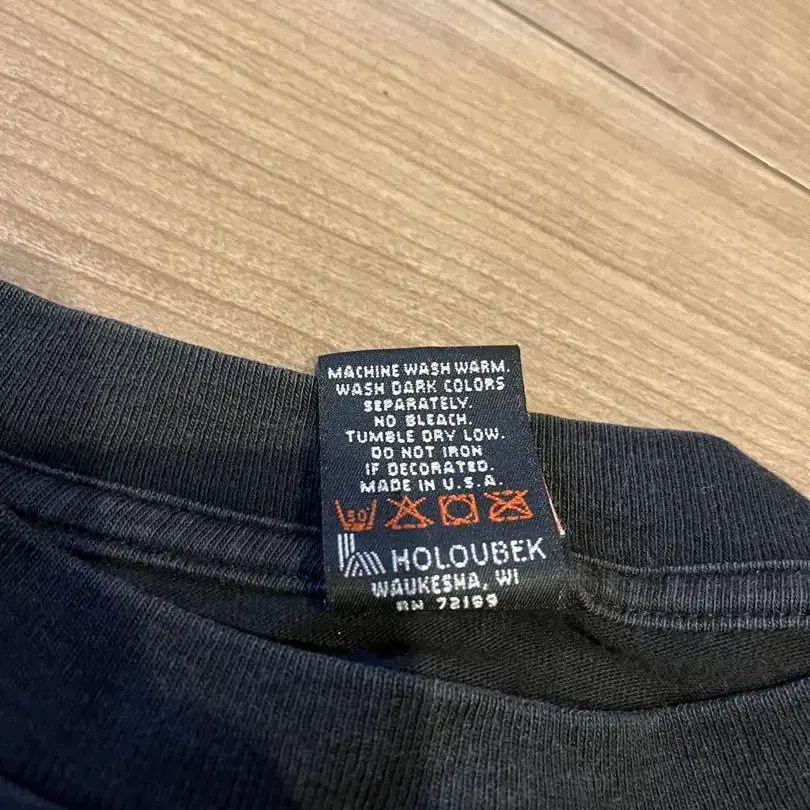 MACHINE WASH WARM.
WASH DARK COLORS
SEPARATELY.
NO BLEACH.
TUMBLE DRY LOW.
DO NOT IRON
IF DECORATED.
MADE IN U.S.A.
50°
HOLOUBEK
WAUKESHA, WI
RN 72199